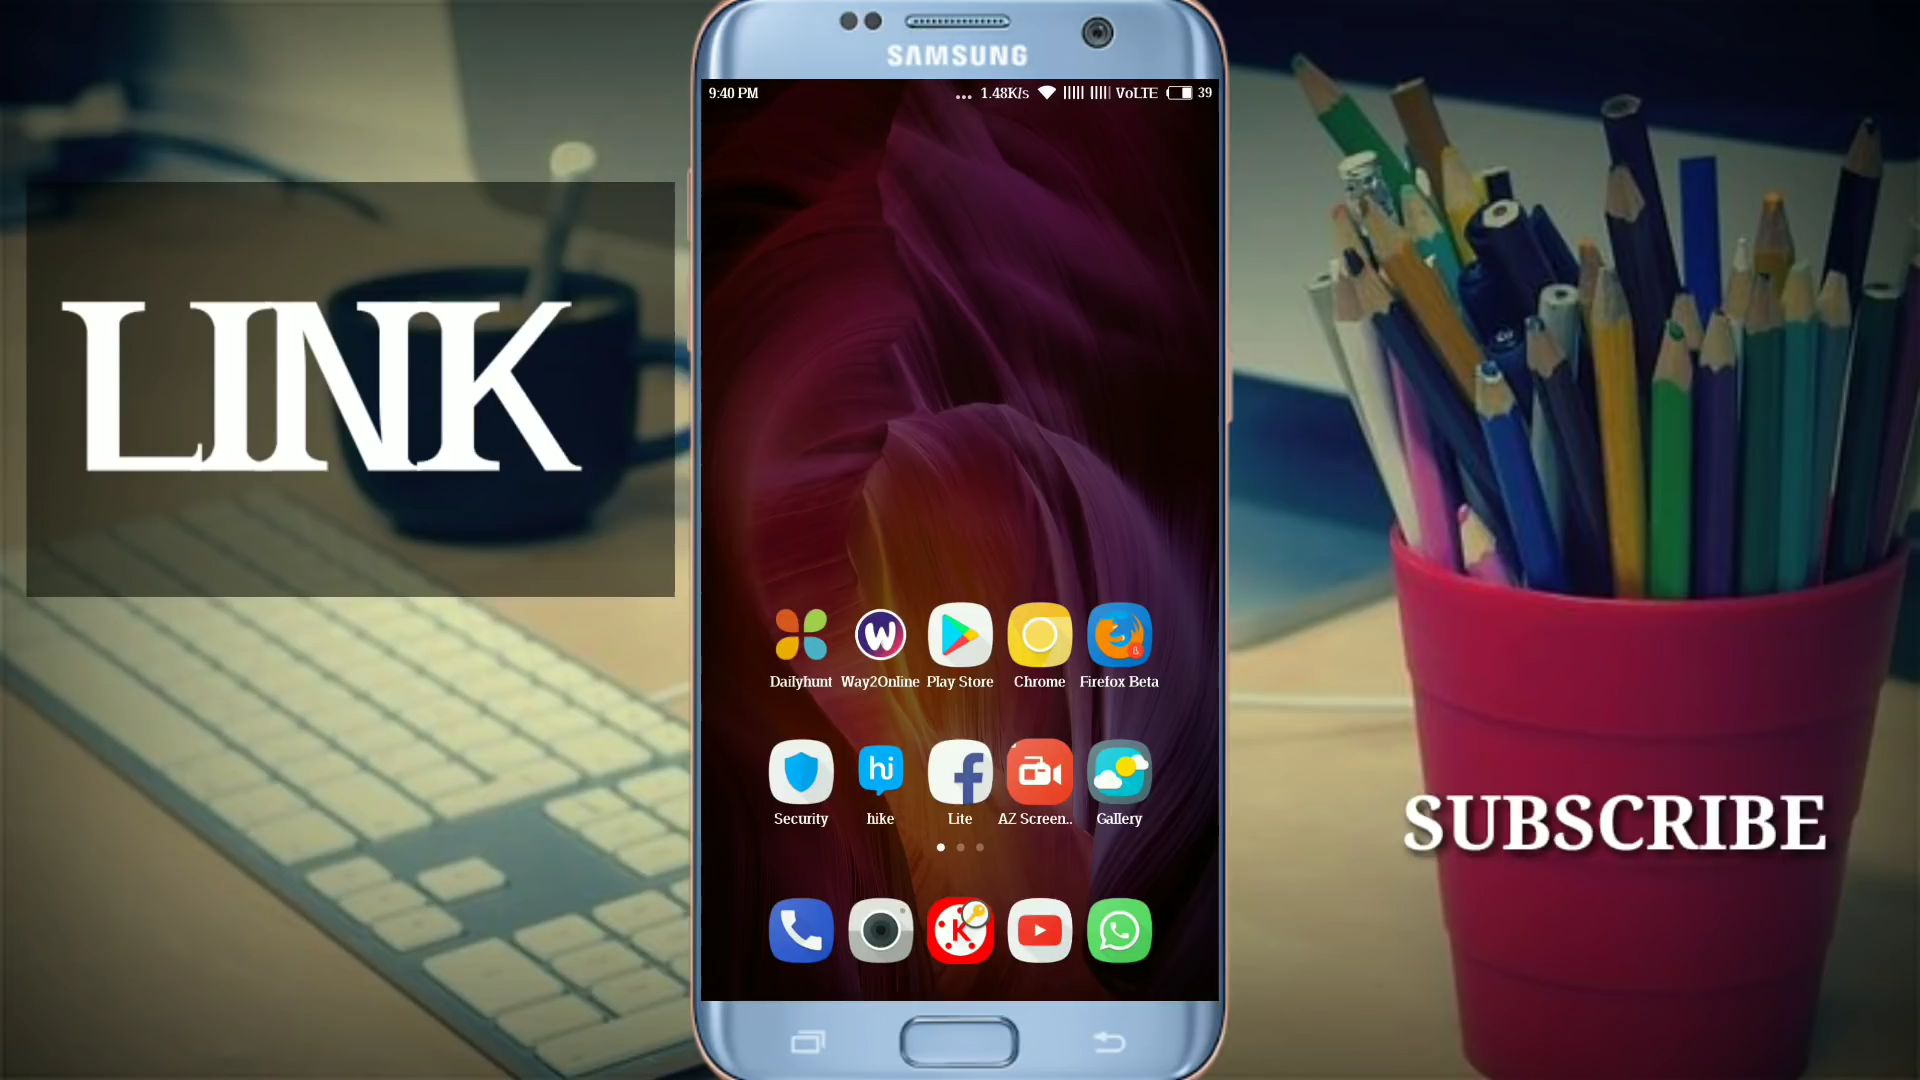 SAMSUNG
9:40 PM ... 1.48K/s VoLTE 39
LINK
Dailyhunt Way2Online Play Store Chrome Firefox Beta
hi
Security hike Lite AZ Screen.. Gallery
SUBSCRIBE
K